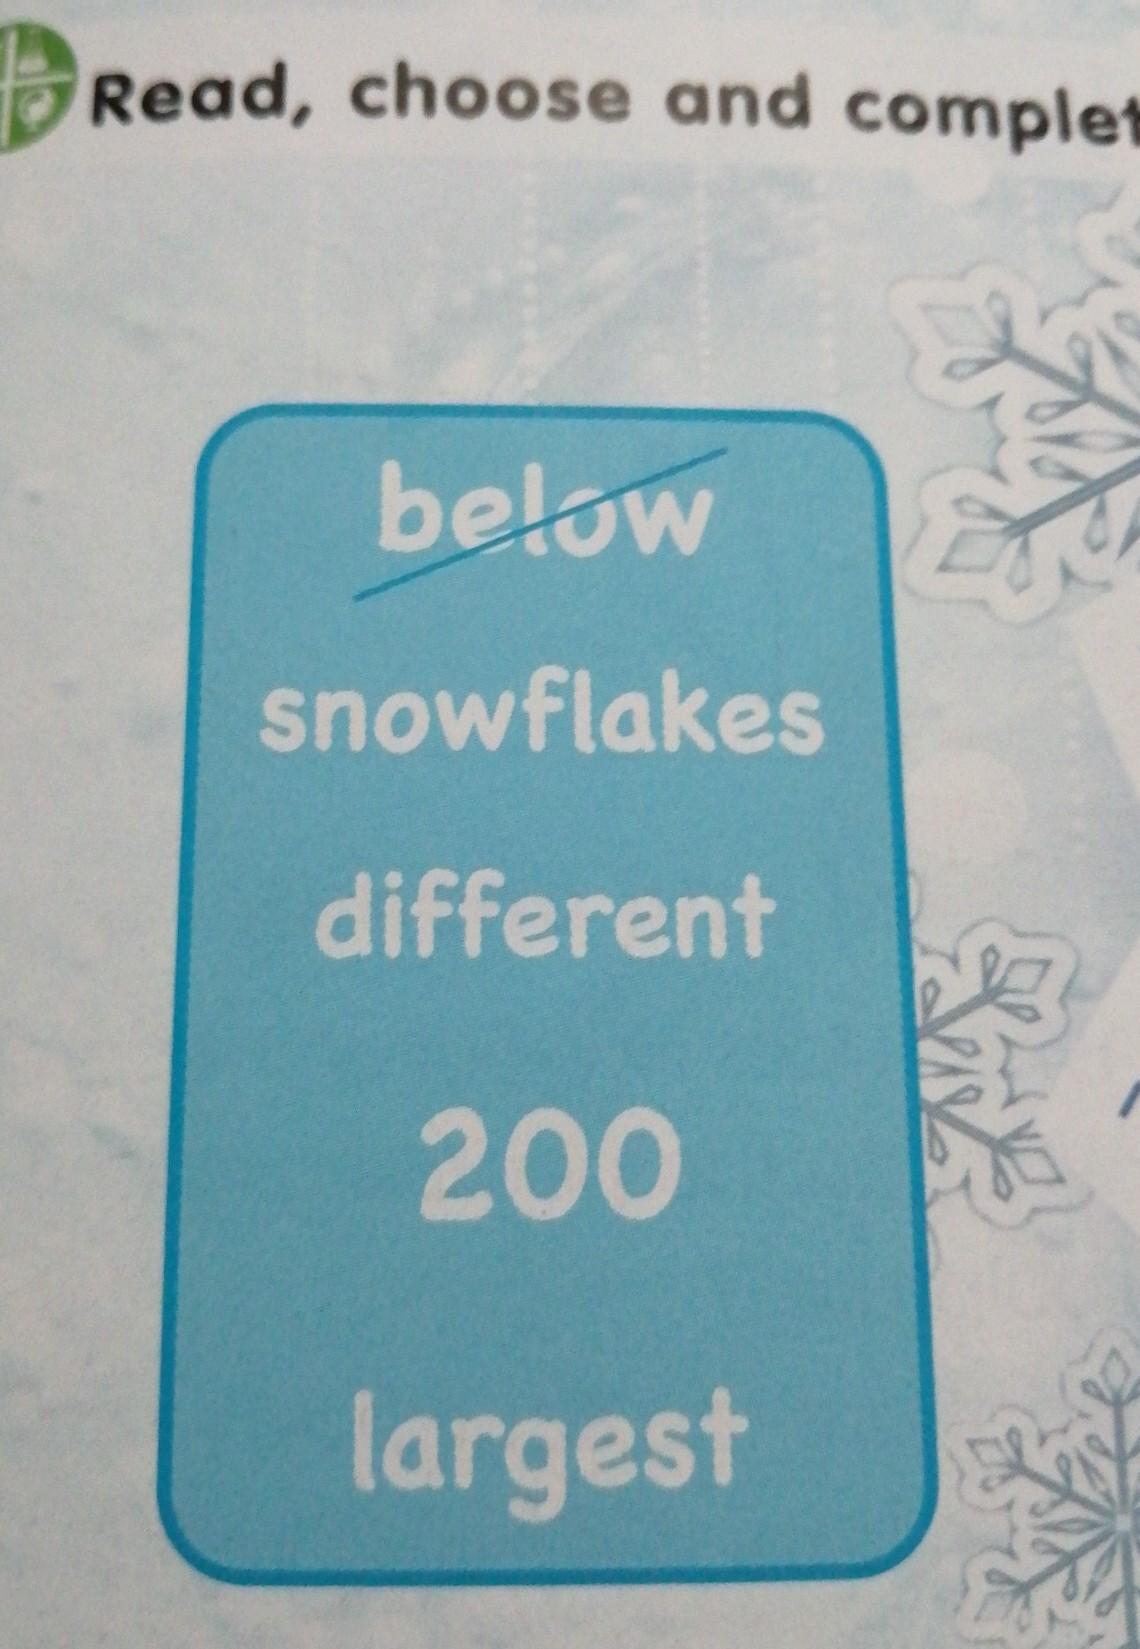 Read, choose and complet
below
snowflakes
different
200
largest